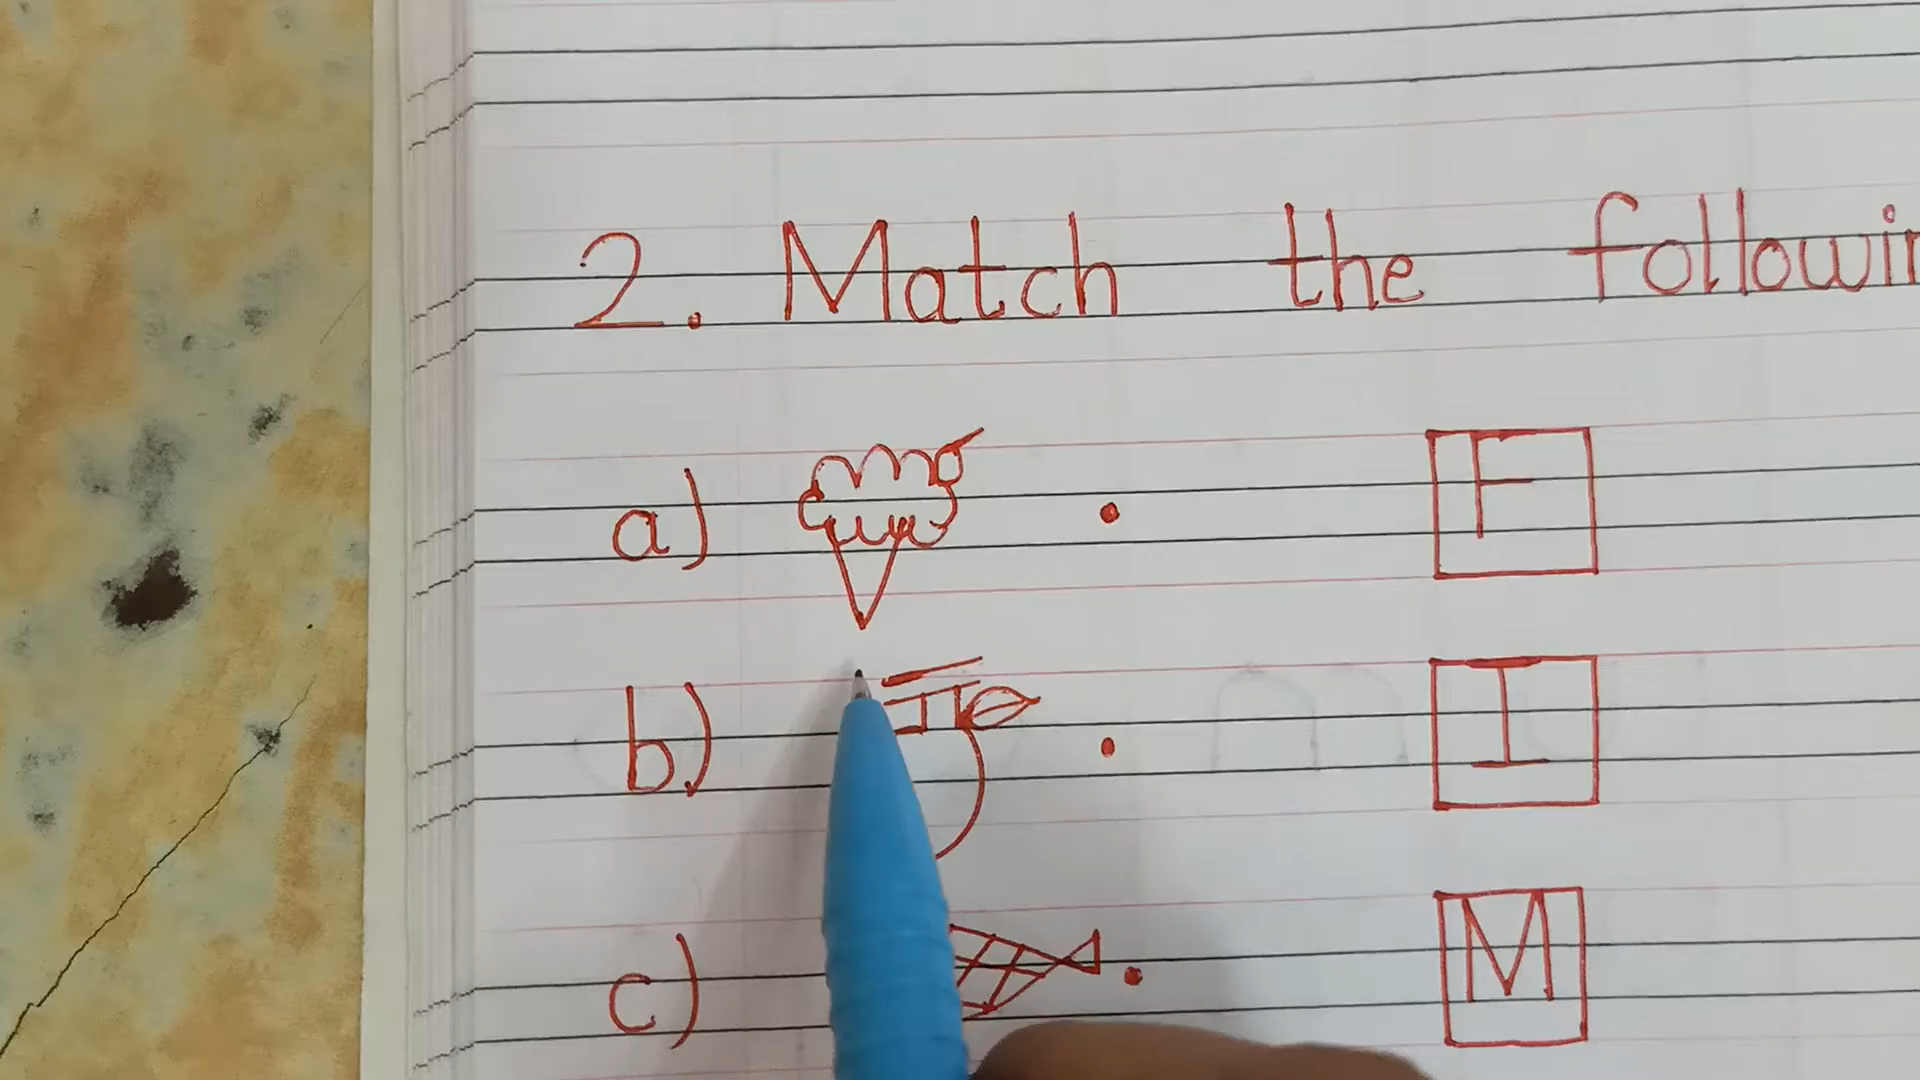 2. Match the followin
a) F
b) I
c) M